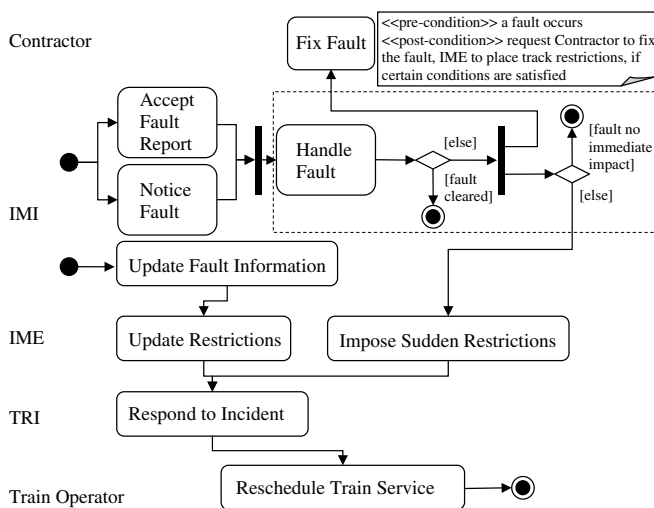 Contractor
Fix Fault
<<pre-condition>> a fault occurs
<<post-condition>> request Contractor to fix
the fault, IME to place track restrictions, if
certain conditions are satisfied
Accept
Fault
Report
Notice
Fault
Handle
Fault
[else]
[fault
cleared]
[fault no
immediate
impact]
[else]
IMI
Update Fault Information
IME
Update Restrictions
Impose Sudden Restrictions
TRI
Respond to Incident
Reschedule Train Service
Train Operator